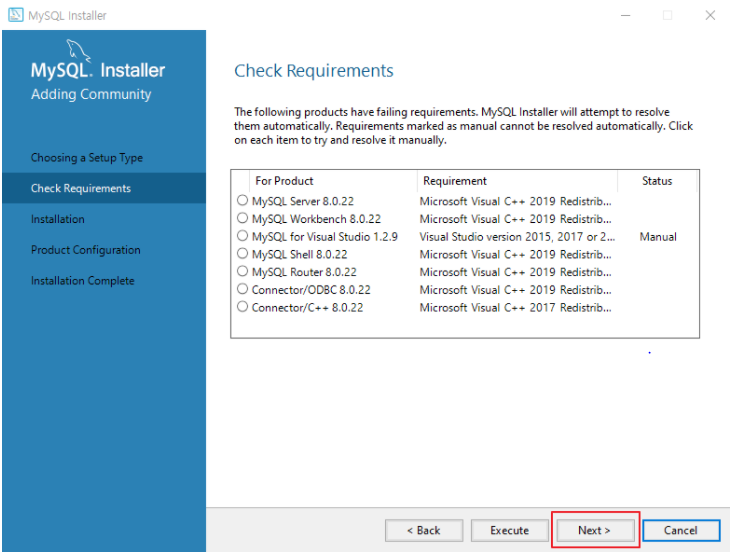 MySQL Installer
MySQL. Installer
Adding Community
Choosing a Setup Type
Check Requirements
Installation
Product Configuration
Installation Complete
Check Requirements
The following products have failing requirements. MySQL Installer will attempt to resolve
them automatically. Requirements marked as manual cannot be resolved automatically. Click
on each item to try and resolve it manually.
For Product Requirement Status
MySQL Server 8.0.22 Microsoft Visual C++ 2019 Redistrib...
MySQL Workbench 8.0.22 Microsoft Visual C++ 2019 Redistrib...
MySQL for Visual Studio 1.2.9 Visual Studio version 2015, 2017 or 2... Manual
MySQL Shell 8.0.22 Microsoft Visual C++ 2019 Redistrib...
MySQL Router 8.0.22 Microsoft Visual C++ 2019 Redistrib...
Connector/ODBC 8.0.22 Microsoft Visual C++ 2019 Redistrib...
Connector/C++ 8.0.22 Microsoft Visual C++ 2017 Redistrib...
< Back Execute Next > Cancel